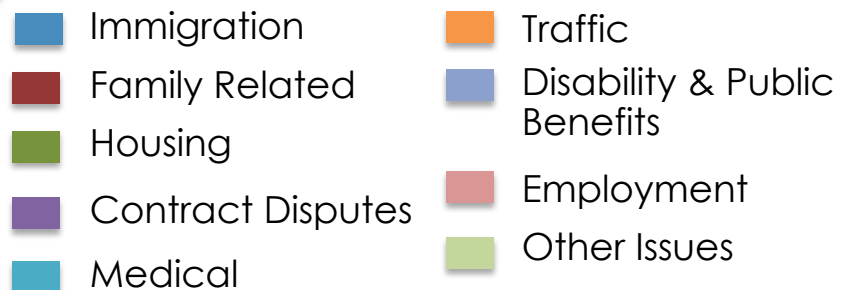 Immigration
Family Related
Housing
Contract Disputes
Medical
Traffic
Disability & Public
Benefits
Employment
Other Issues